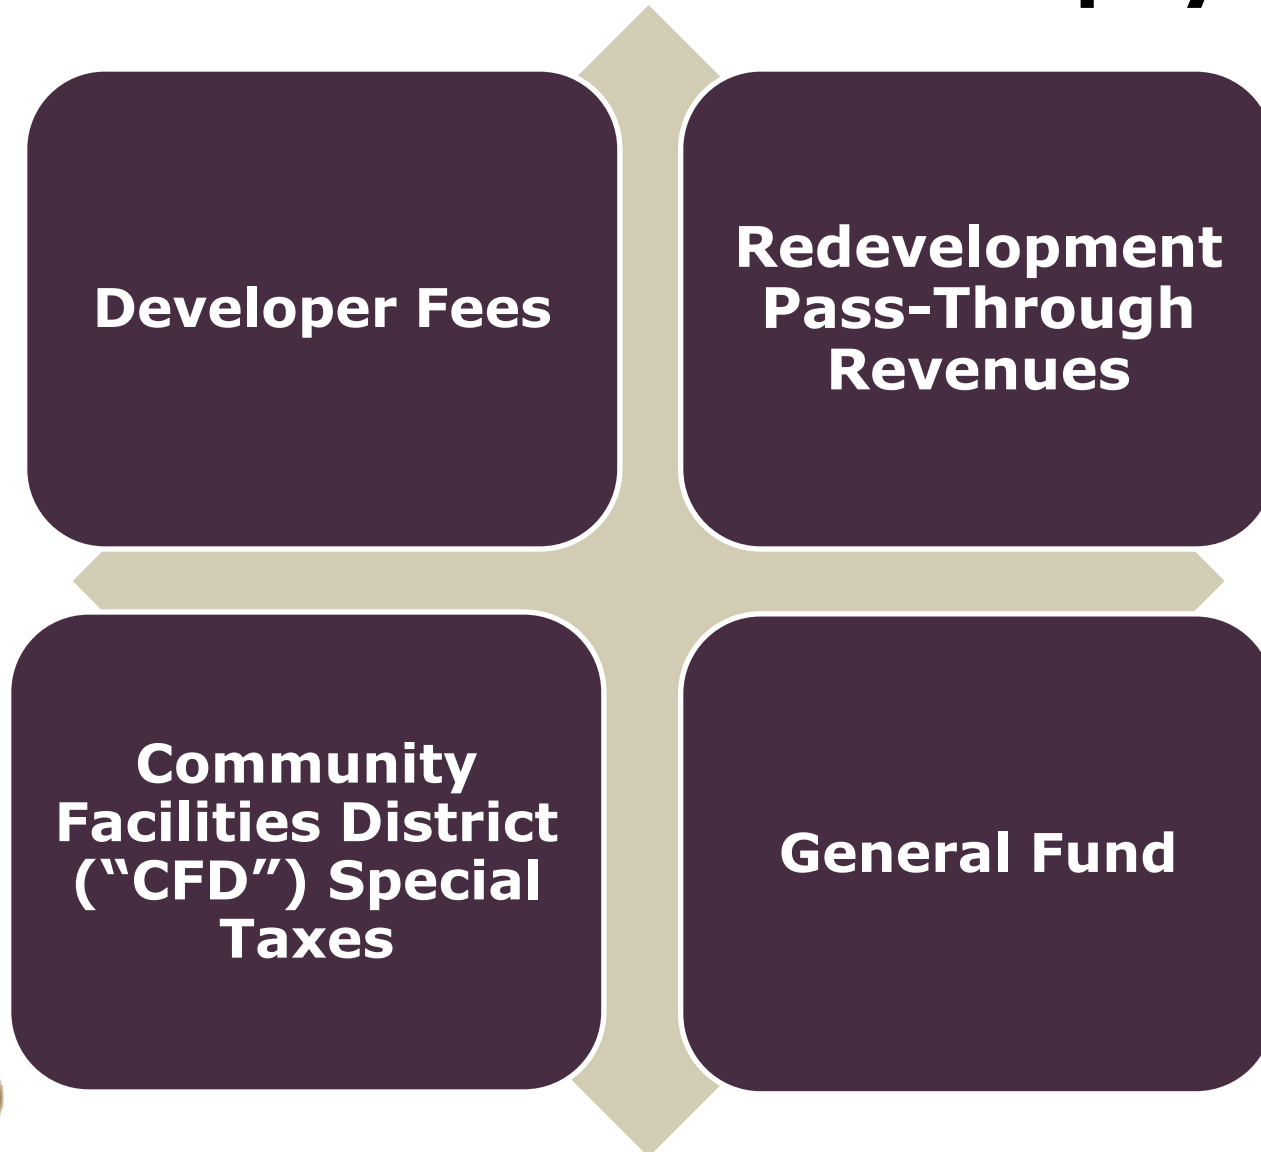 Developer Fees
Redevelopment
Pass-Through
Revenues
Community
Facilities District
(“CFD”) Special
Taxes
General Fund